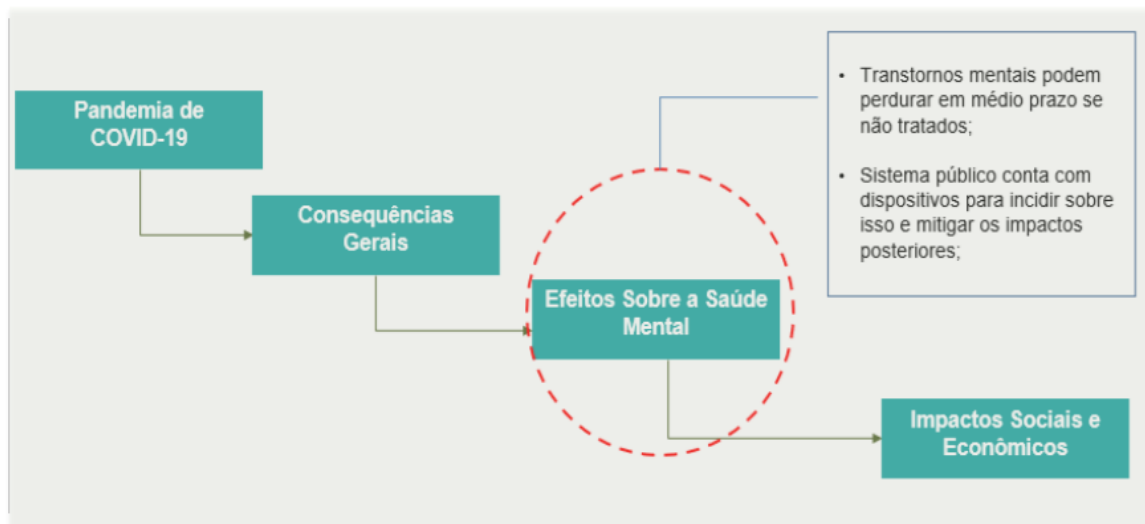 Pandemia de
COVID-19
Consequências
Gerais
Efeitos Sobre a Saúde
Mental
Impactos Sociais e
Econômicos
• Transtornos mentais podem
perdurar em médio prazo se
não tratados;
• Sistema público conta com
dispositivos para incidir sobre
isso e mitigar os impactos
posteriores;